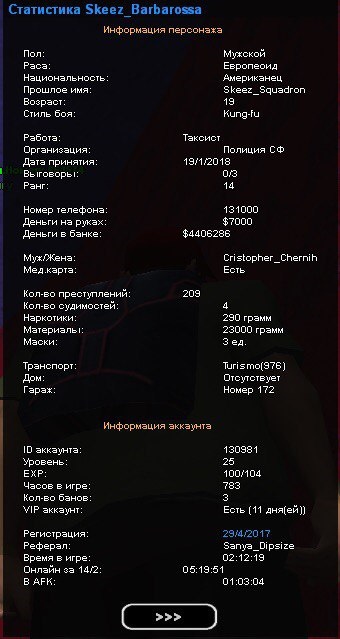 Статистика Skeez_Barbarossa
Информация персонажа
Пол: Мужской
Раса: Европеоид
Национальность: Американец
Прошлое имя: Skeez_Squadron
Возраст: 19
Стиль боя: Kung-fu
Работа: Таксист
Организация: Полиция СФ
Дата принятия: 19/1/2018
Выговоры: 0/3
Ранг: 14
Номер телефона: 131000
Деньги на руках: $7000
Деньги в банке: $4406286
Муж/Жена: Cristopher_Chernih
Мед.карта: Есть
Кол-во преступлений: 209
Кол-во судимостей: 4
Наркотики: 290 грамм
Материалы: 23000 грамм
Маски: 3 ед.
Транспорт: Turismo(976)
Дом: Отсутствует
Гараж: Номер 172
Информация аккаунта
ID аккаунта: 130981
Уровень: 25
EXP: 100/104
Часов в игре: 783
Кол-во банов: 3
VIP аккаунт: Есть (11 дня(ей))
Регистрация: 29/4/2017
Реферал: Sanya_Dipsize
Время в игре: 02:12:19
Онлайн за 14/2: 05:19:51
В AFK: 01:03:04
>>>